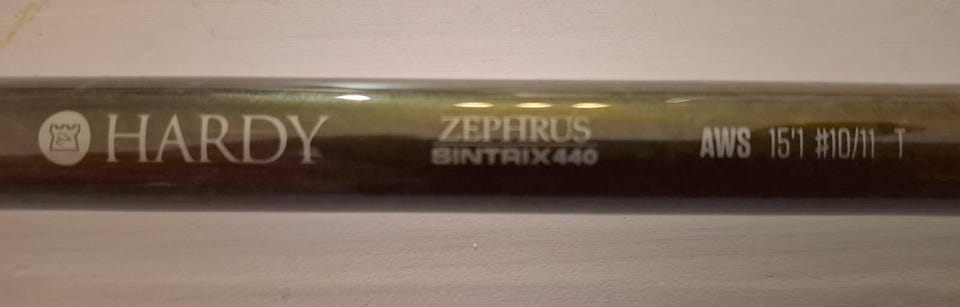 HARDY
ZEPHRUS
SINTRIX 440
AWS 15'1 #10/11 T